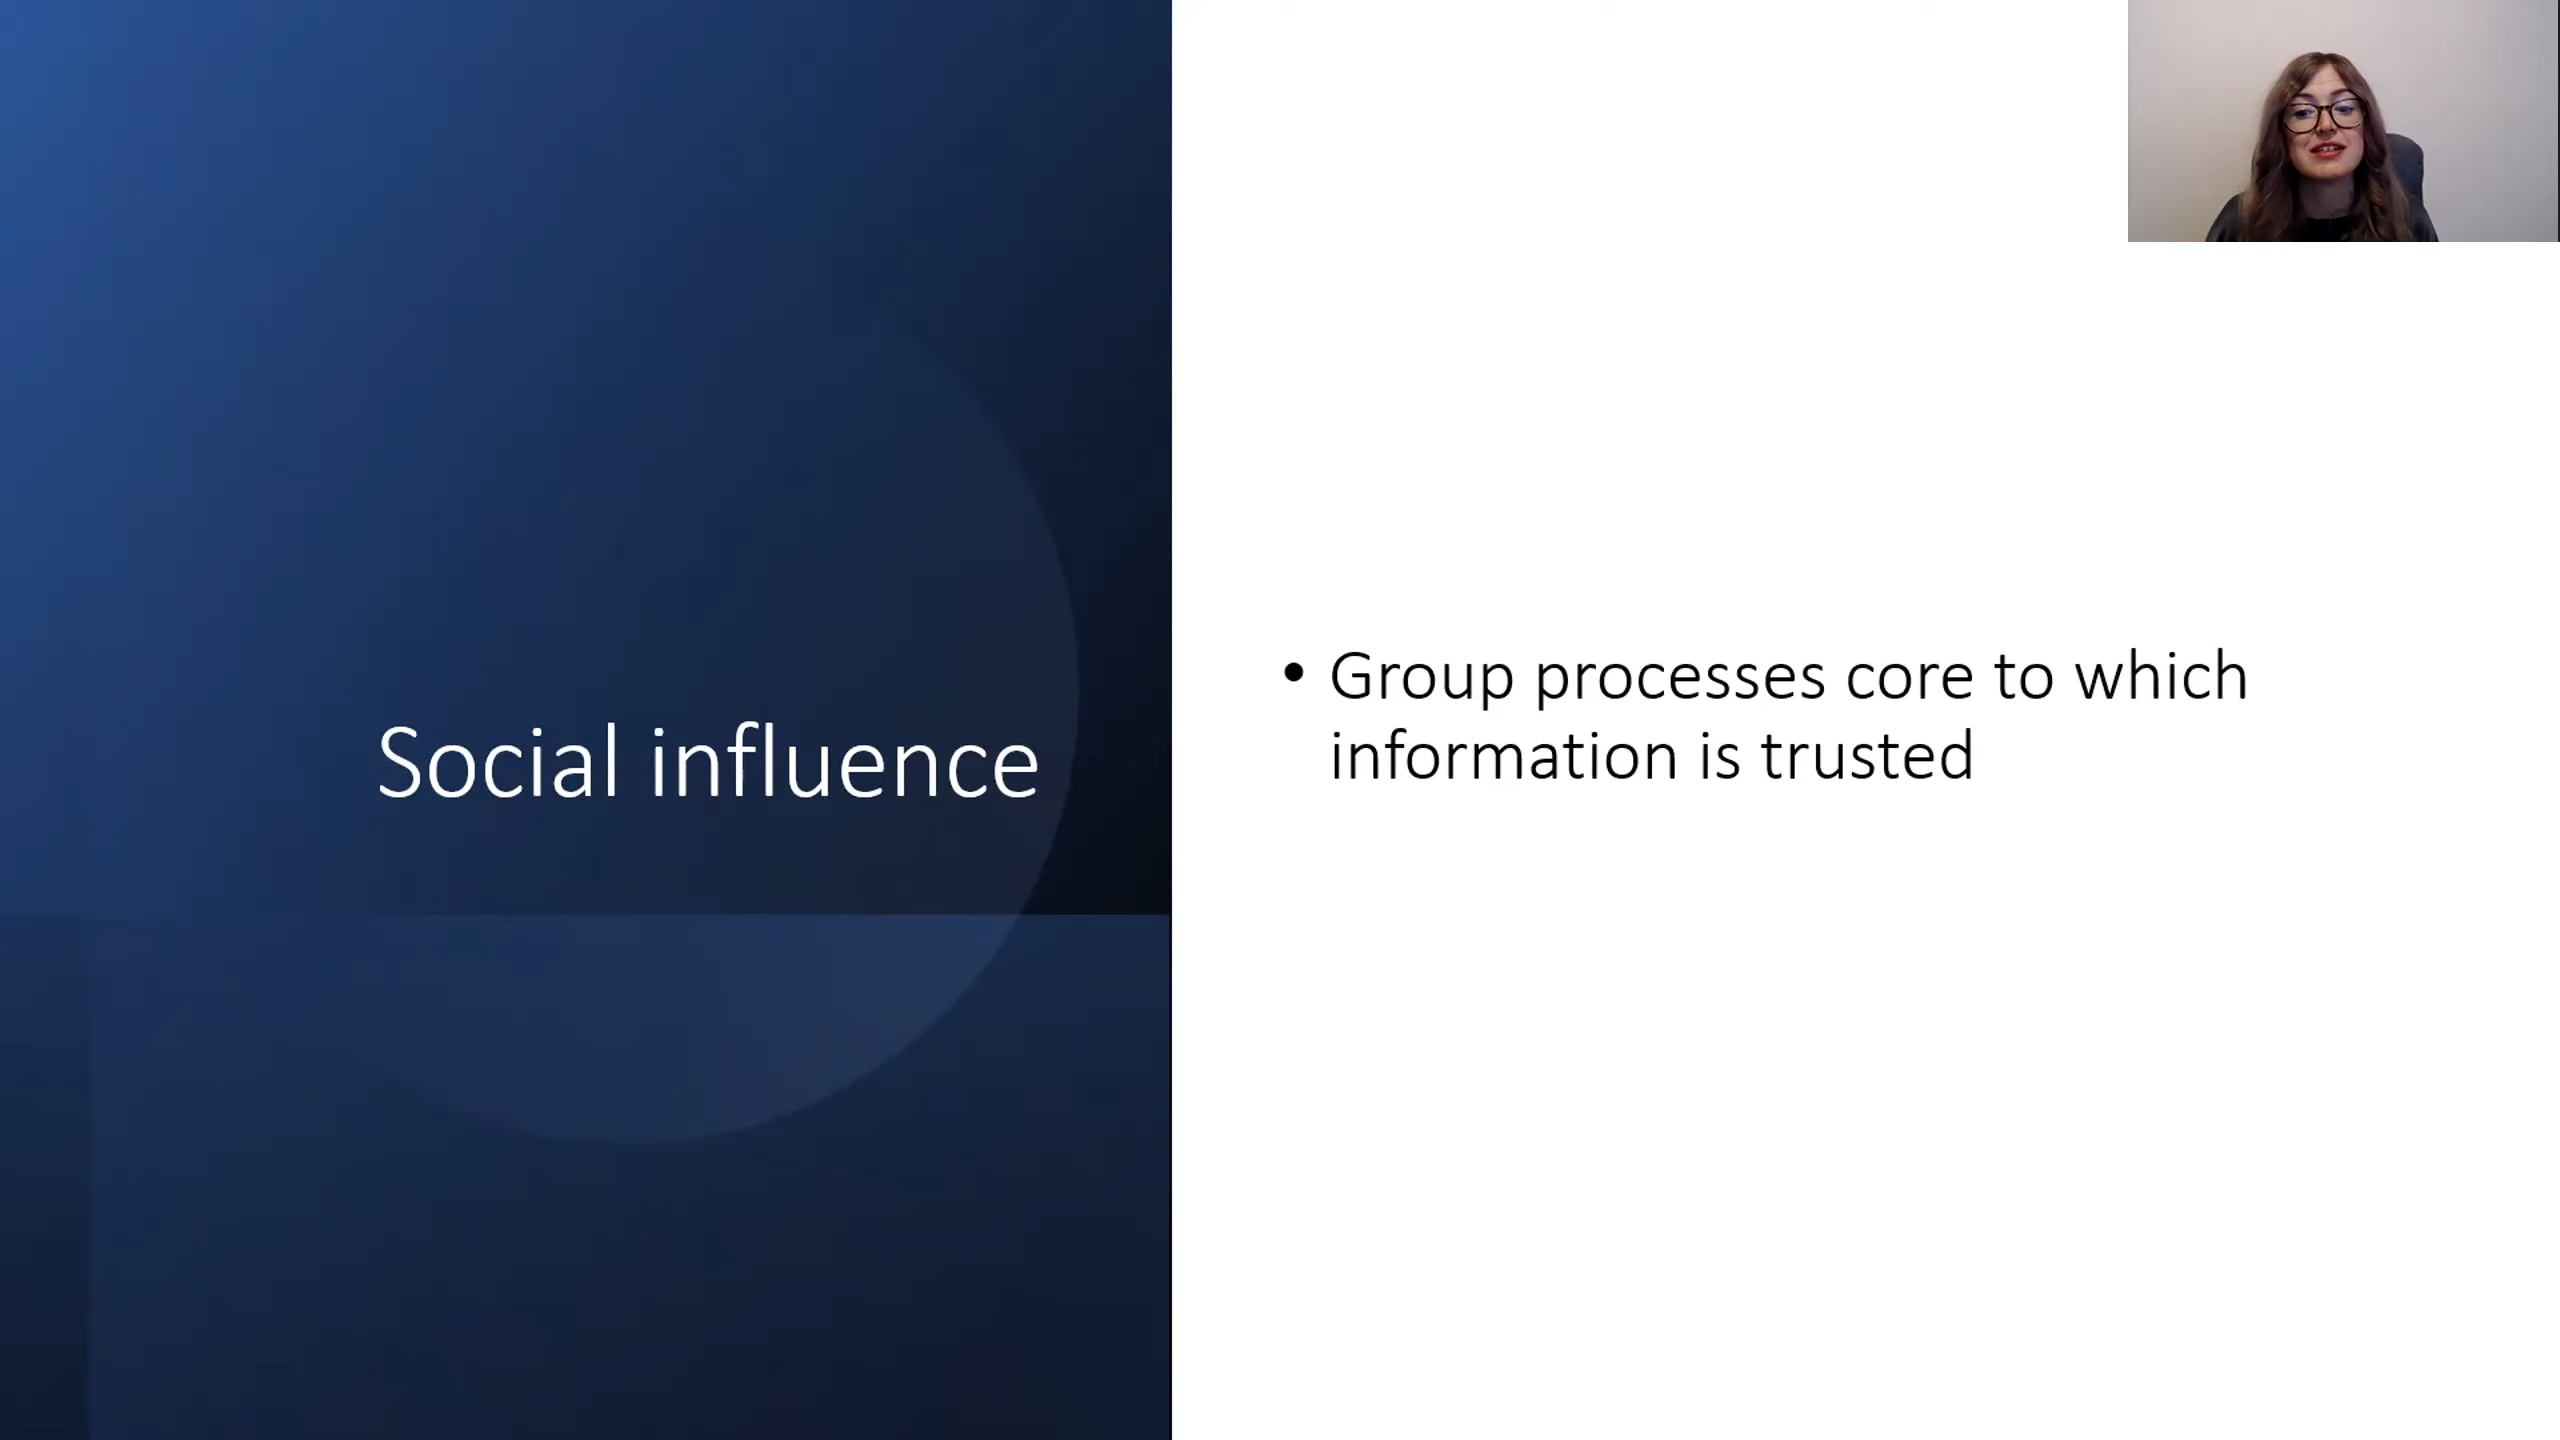 Social influence
• Group processes core to which
information is trusted